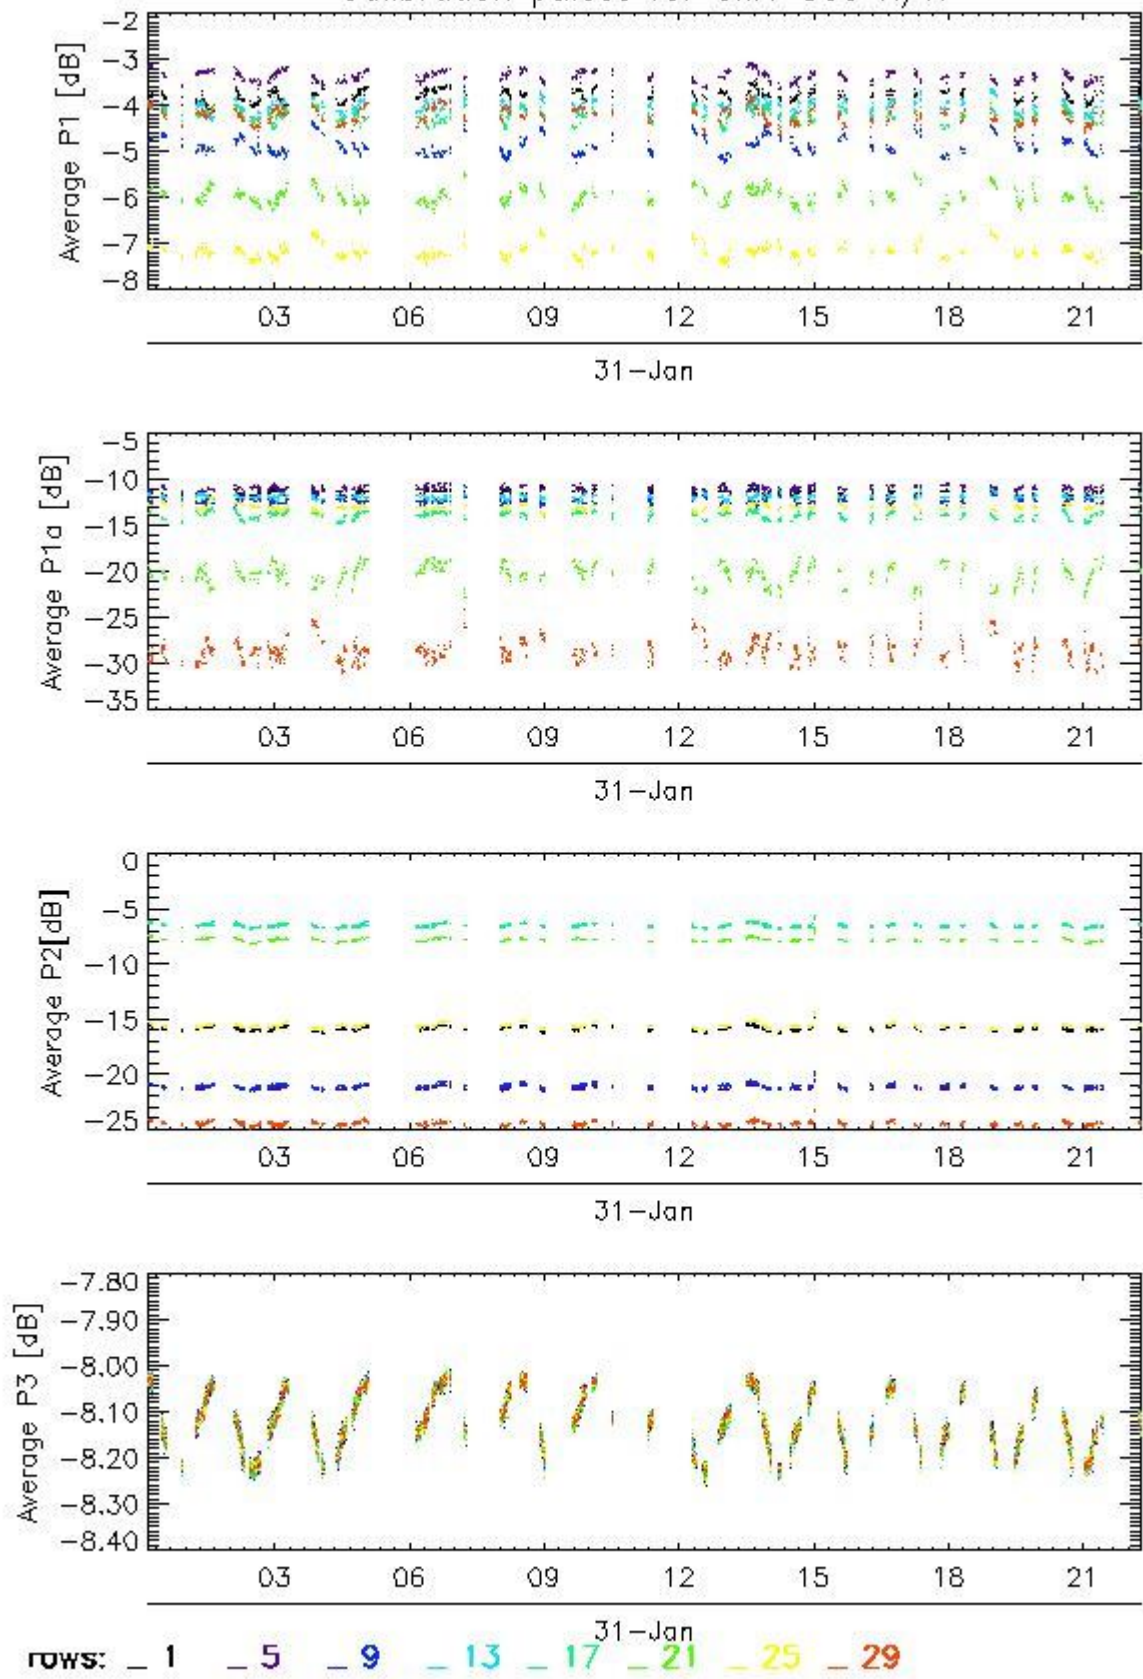 Average P1 [dB]
-2
-3
-4
-5
-6
-7
-8
03 06 09 12 15 18 21
31-Jan
Average P1a [dB]
-5
-10
-15
-20
-25
-30
-35
03 06 09 12 15 18 21
31-Jan
Average P2[dB]
0
-5
-10
-15
-20
-25
03 06 09 12 15 18 21
31-Jan
Average P3 [dB]
-7.80
-7.90
-8.00
-8.10
-8.20
-8.30
-8.40
03 06 09 12 15 18 21
31-Jan
rows: _ 1 _ 5 _ 9 _ 13 _ 17 _ 21 _ 25 _ 29